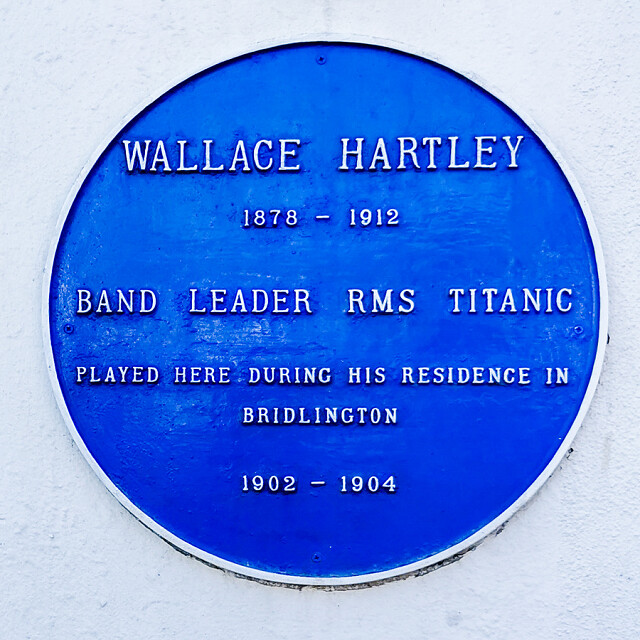 WALLACE HARTLEY
1878 - 1912
BAND LEADER RMS TITANIC
PLAYED HERE DURING HIS RESIDENCE IN
BRIDLINGTON
1902 - 1904